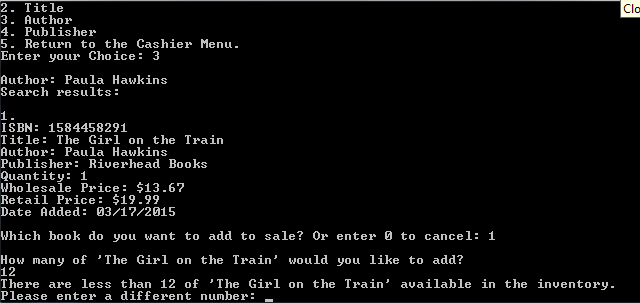 2. Title
Clo
3. Author
4. Publisher
5. Return to the Cashier Menu.
Enter your Choice: 3
Author: Paula Hawkins
Search results:
1.
ISBN: 1584458291
Title: The Girl on the Train
Author: Paula Hawkins
Publisher: Riverhead Books
Quantity: 1
Wholesale Price: $13.67
Retail Price: $19.99
Date Added: 03/17/2015
Which book do you want to add to sale? Or enter 0 to cancel: 1
How many of 'The Girl on the Train' would you like to add?
12
There are less than 12 of 'The Girl on the Train' available in the inventory.
Please enter a different number: _